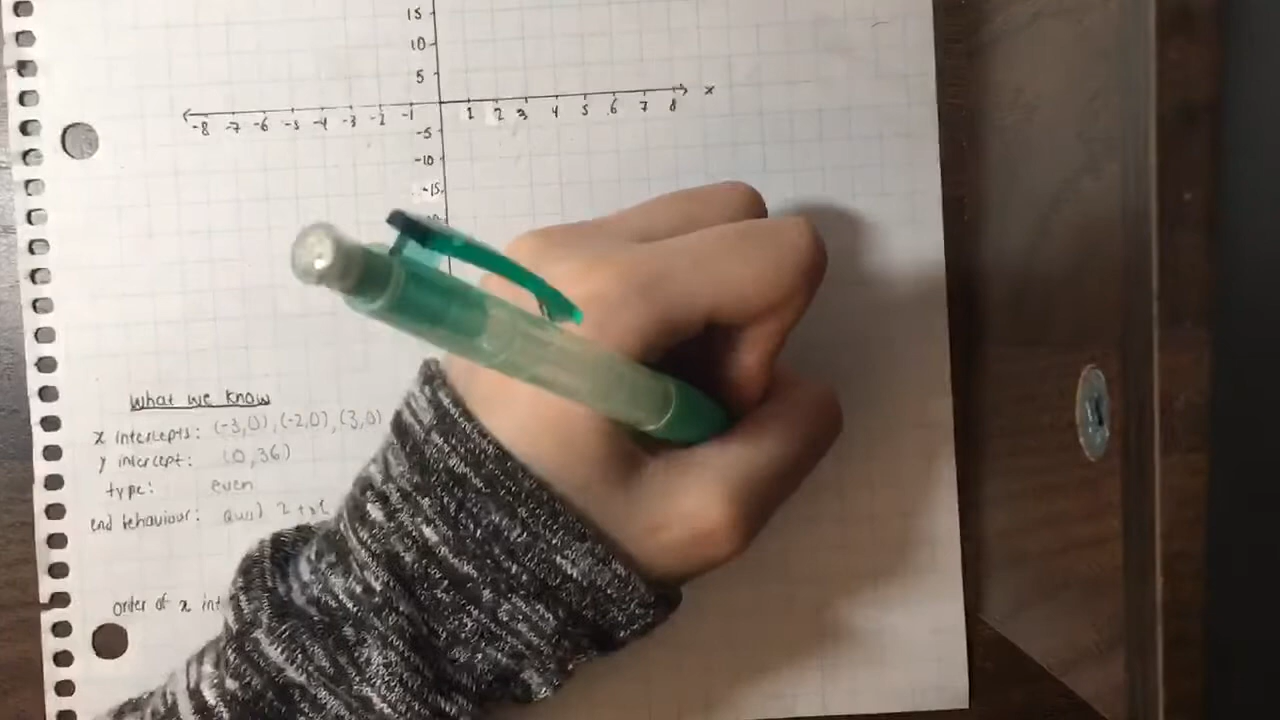 15
10
5
x
-8 -7 -6 -5 -4 -3 -2 -1 1 2 3 4 5 6 7 8
-5
-10
-15
What we know
x intercepts: (-3,0), (-2,0), (3,0)
y intercept: (0,36)
type: even
end behaviour: quad 2
order of x int